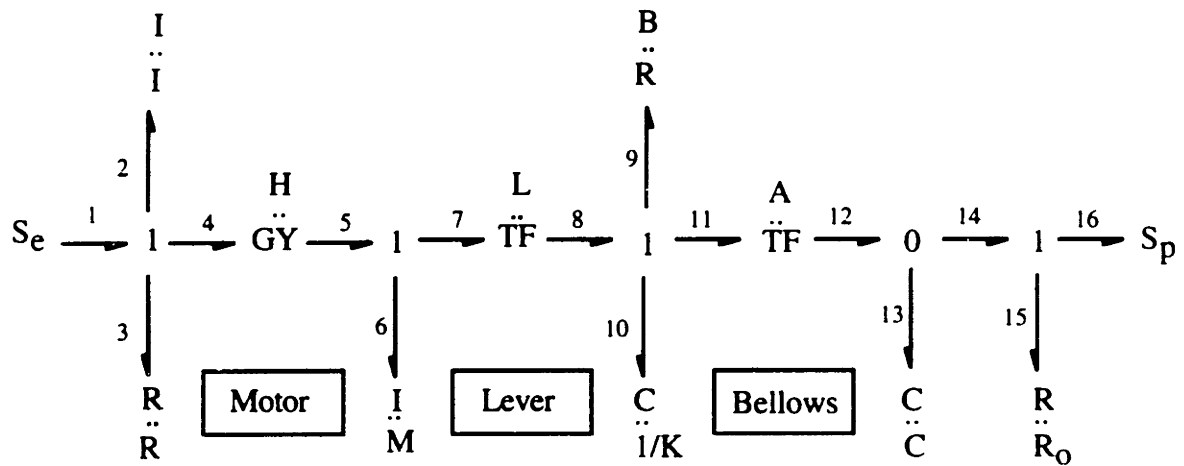 I
I
B
R
2
9
H
L
A
Se
1
1
4
GY
5
1
7
TF
8
1
11
TF
12
0
14
1
16
Sp
3
6
10
13
15
R
R
Motor
I
M
Lever
C
1/K
Bellows
C
C
R
Ro